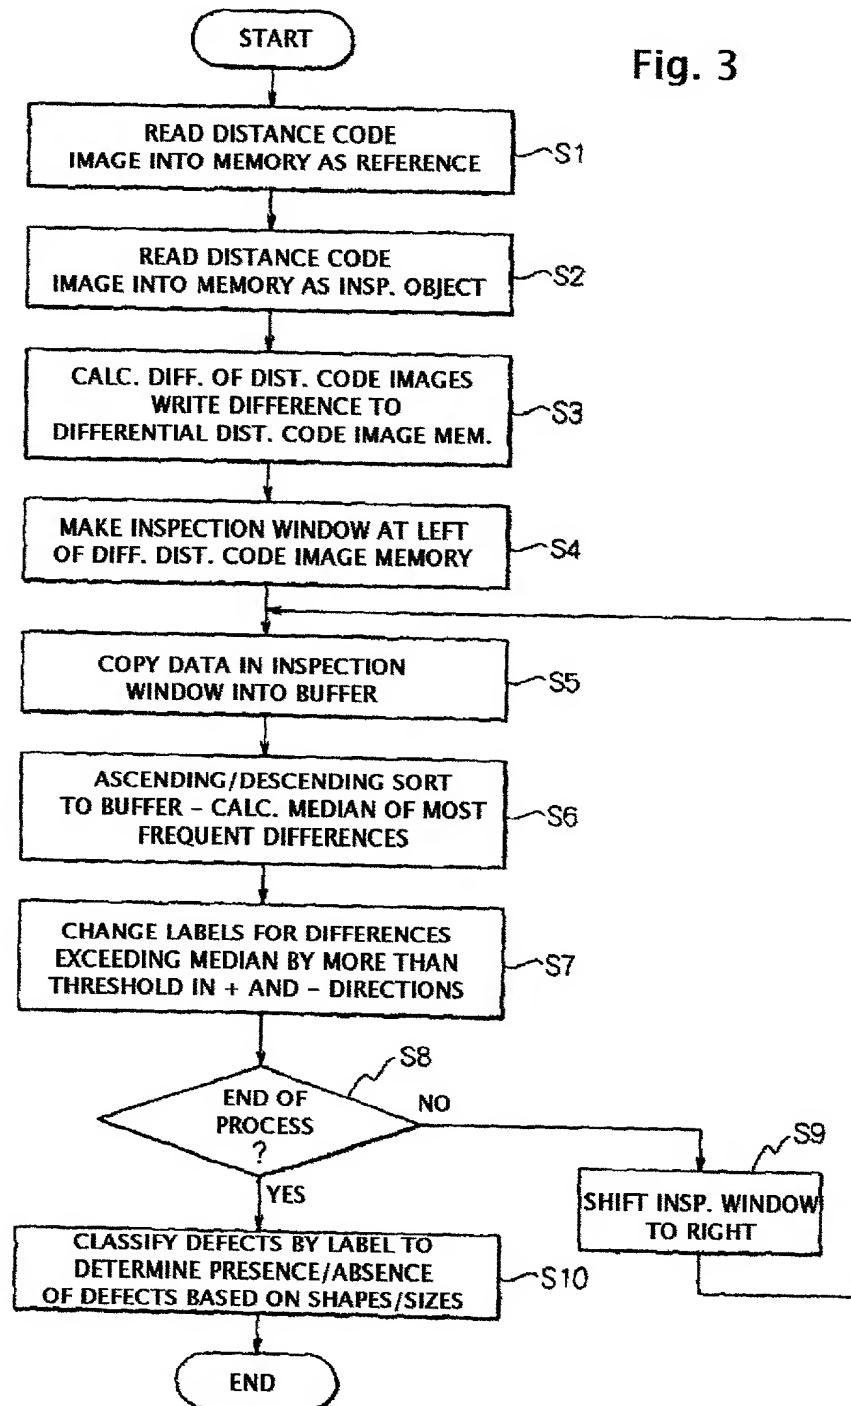 START
Fig. 3
READ DISTANCE CODE
IMAGE INTO MEMORY AS REFERENCE
S1
READ DISTANCE CODE
IMAGE INTO MEMORY AS INSP. OBJECT
S2
CALC. DIFF. OF DIST. CODE IMAGES
WRITE DIFFERENCE TO
DIFFERENTIAL DIST. CODE IMAGE MEM.
S3
MAKE INSPECTION WINDOW AT LEFT
OF DIFF. DIST. CODE IMAGE MEMORY
S4
COPY DATA IN INSPECTION
WINDOW INTO BUFFER
S5
ASCENDING/DESCENDING SORT
TO BUFFER – CALC. MEDIAN OF MOST
FREQUENT DIFFERENCES
S6
CHANGE LABELS FOR DIFFERENCES
EXCEEDING MEDIAN BY MORE THAN
THRESHOLD IN + AND – DIRECTIONS
S7
END OF
PROCESS
?
S8
NO
YES
SHIFT INSP. WINDOW
TO RIGHT
S9
CLASSIFY DEFECTS BY LABEL TO
DETERMINE PRESENCE/ABSENCE
OF DEFECTS BASED ON SHAPES/SIZES
S10
END